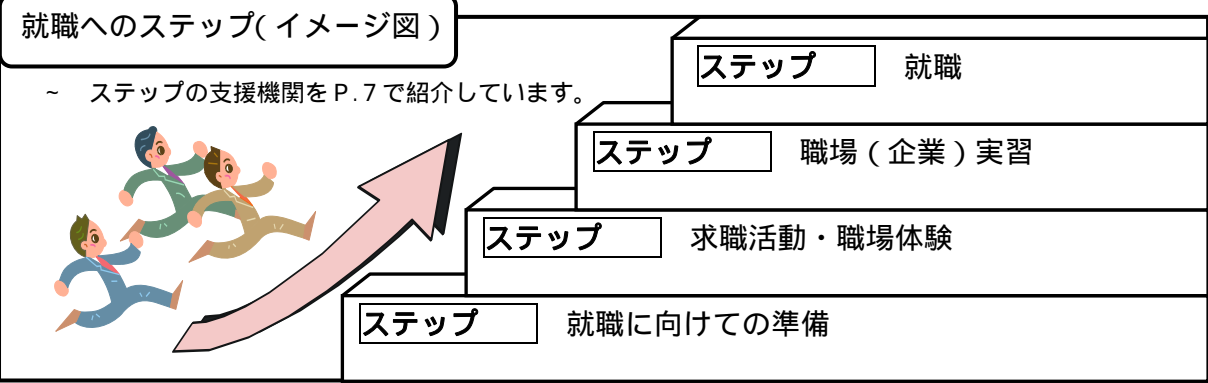 就職へのステップ(イメージ図)
~　ステップの支援機関をP.7で紹介しています。
ステップ　就職
ステップ　職場(企業)実習
ステップ　求職活動・職場体験
ステップ　就職に向けての準備